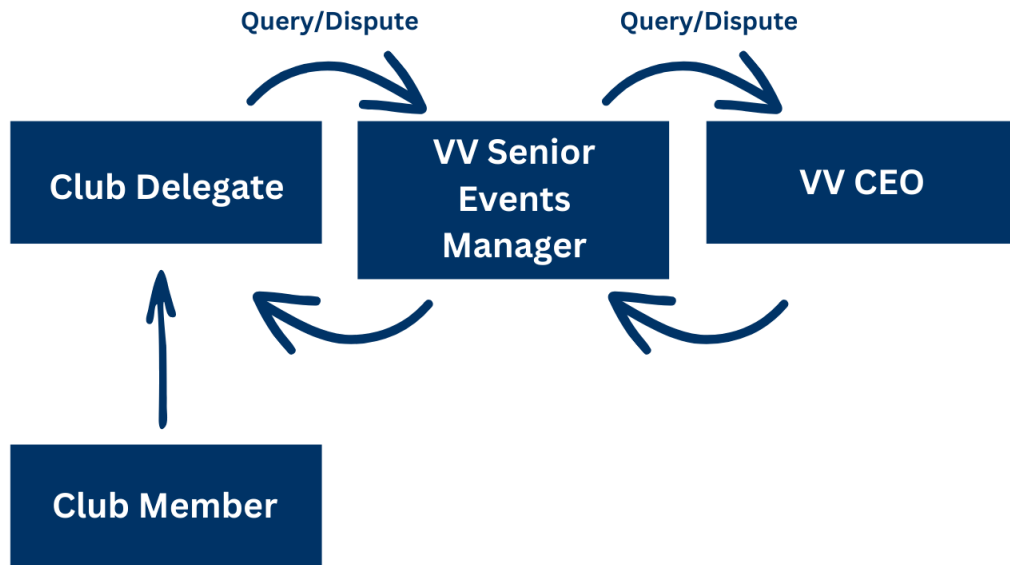 Query/Dispute
Query/Dispute
Club Delegate
VV Senior
Events
Manager
VV CEO
Club Member